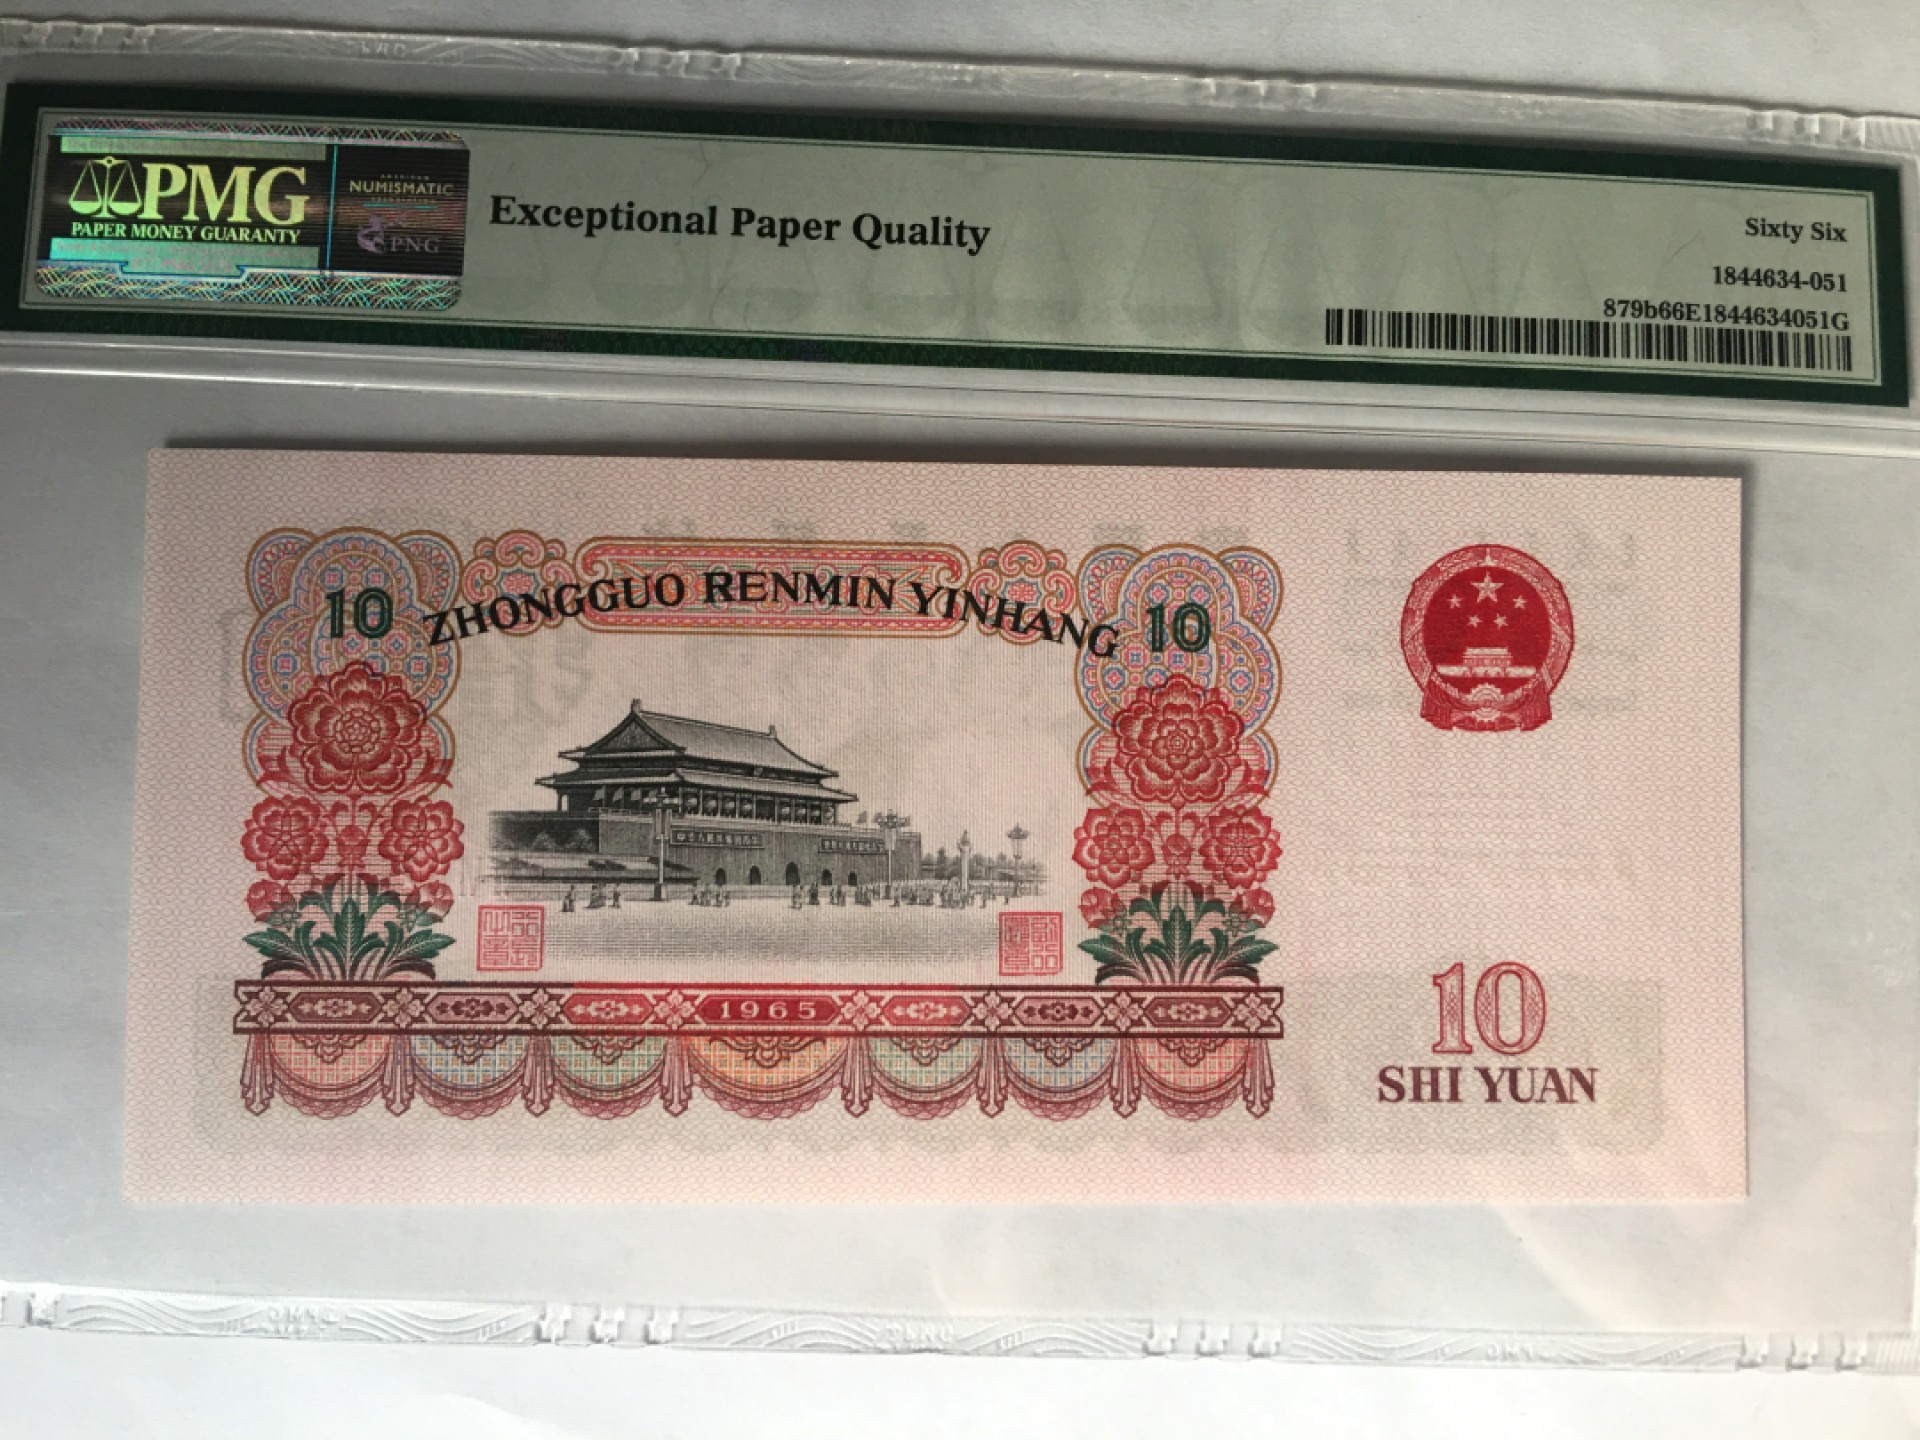 PMG
PAPER MONEY GUARANTY
NUMISMATIC
PNG
Exceptional Paper Quality
Sixty Six
1844634-051
879b66E1844634051G
ZHONGGUO RENMIN YINHANG
10
10
1965
10
SHI YUAN